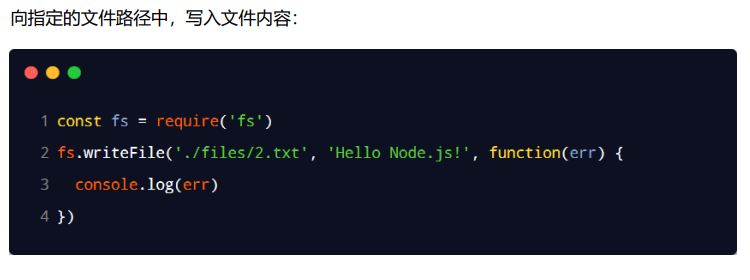 向指定的文件路径中，写入文件内容：
1 const fs = require('fs')
2 fs.writeFile('./files/2.txt', 'Hello Node.js!', function(err) {
3   console.log(err)
4 })